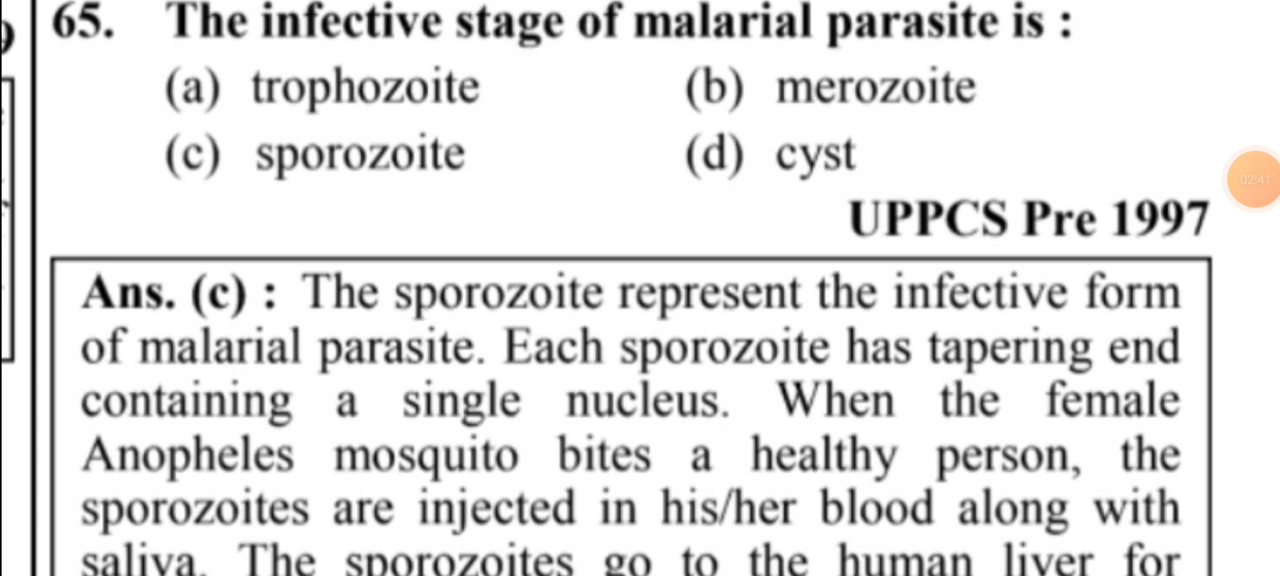 65. The infective stage of malarial parasite is :
(a) trophozoite (b) merozoite
(c) sporozoite (d) cyst
UPPCS Pre 1997
Ans. (c) : The sporozoite represent the infective form
of malarial parasite. Each sporozoite has tapering end
containing a single nucleus. When the female
Anopheles mosquito bites a healthy person, the
sporozoites are injected in his/her blood along with
saliva. The sporozoites go to the human liver for
02:41